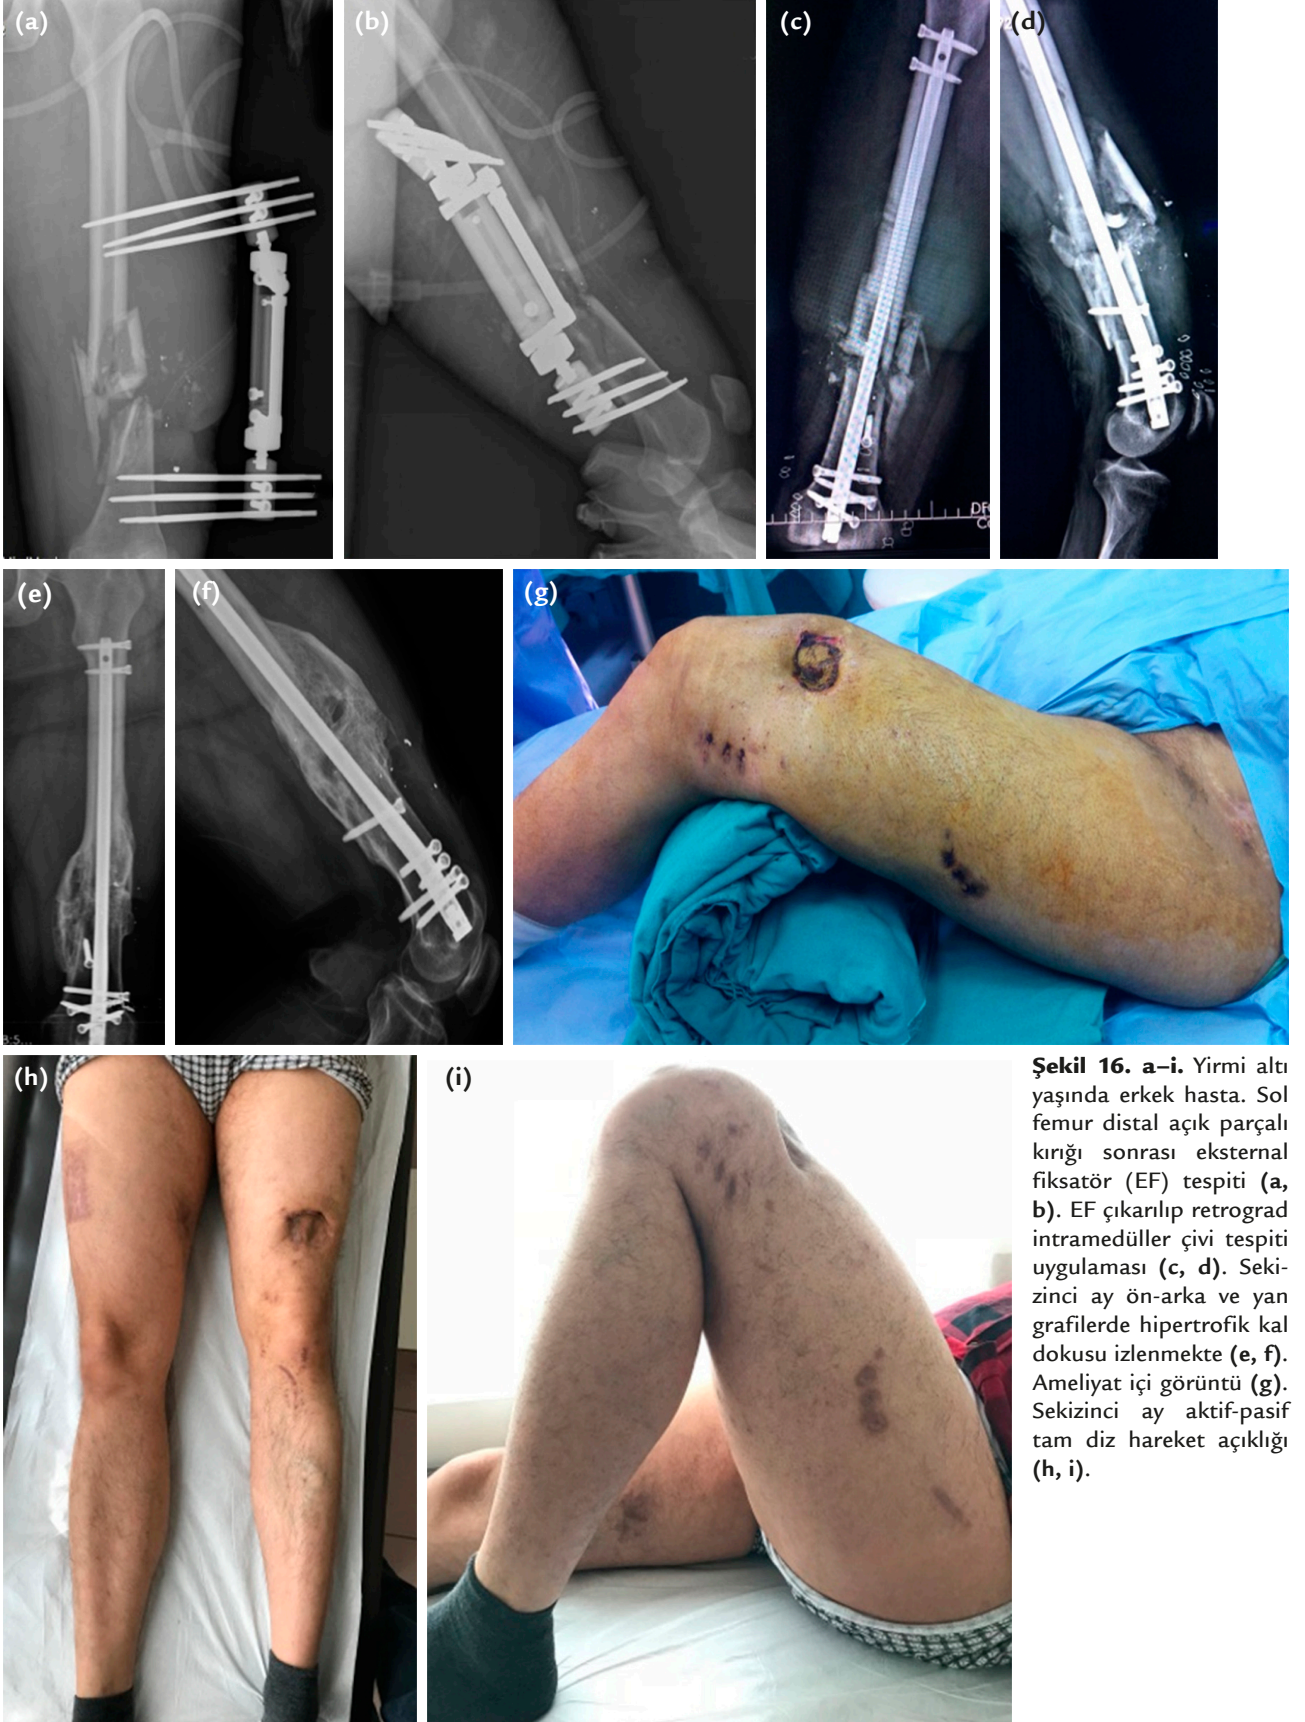 (a)
(b)
(c)
(d)
DF
(e)
(f)
(g)
(h)
(i)
Şekil 16. a–i. Yirmi altı
yaşında erkek hasta. Sol
femur distal açık parçalı
kırığı sonrası eksternal
fiksatör (EF) tespiti (a,
b). EF çıkarılıp retrograd
intramedüller çivi tespiti
uygulaması (c, d). Seki-
zinci ay ön-arka ve yan
grafilerde hipertrofik kal
dokusu izlenmekte (e, f).
Ameliyat içi görüntü (g).
Sekizinci ay aktif-pasif
tam diz hareket açıklığı
(h, i).